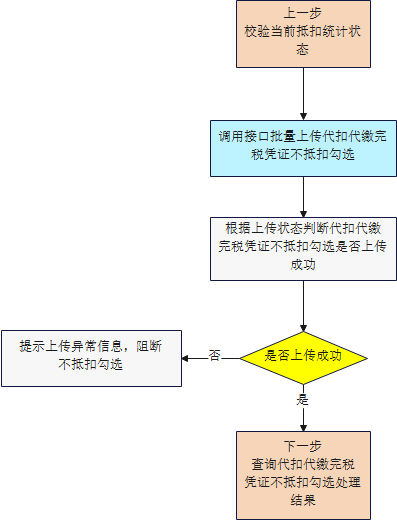 上一步
校验当前抵扣统计状
态
调用接口批量上传代扣代缴完
税凭证不抵扣勾选
根据上传状态判断代扣代缴
完税凭证不抵扣勾选是否上传
成功
是否上传成功
否
提示上传异常信息，阻断
不抵扣勾选
是
下一步
查询代扣代缴完税
凭证不抵扣勾选处理
结果